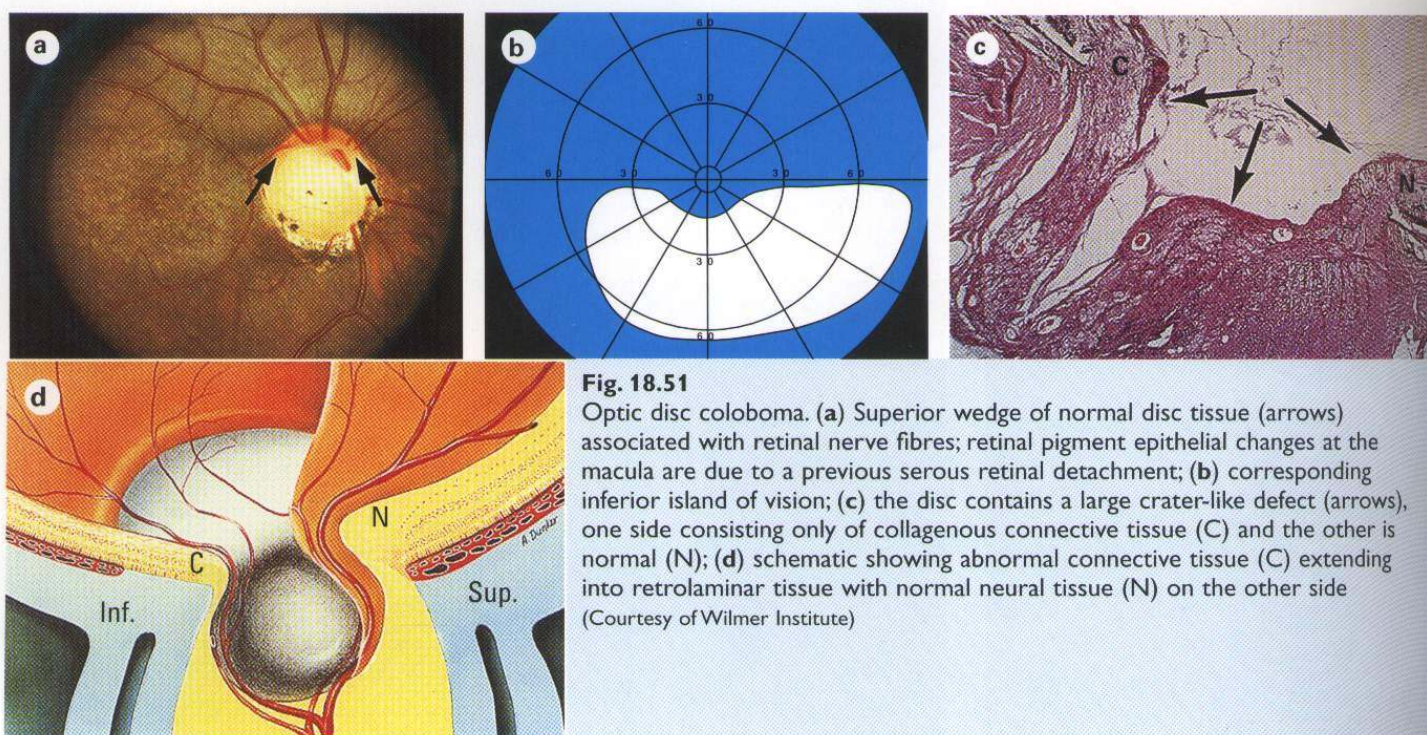 a
b
c
60
30
60
30
30
60
30
60
C
N
d
N
C
Inf.
Sup.
A. Dunker
Fig. 18.51
Optic disc coloboma. (a) Superior wedge of normal disc tissue (arrows)
associated with retinal nerve fibres; retinal pigment epithelial changes at the
macula are due to a previous serous retinal detachment; (b) corresponding
inferior island of vision; (c) the disc contains a large crater-like defect (arrows),
one side consisting only of collagenous connective tissue (C) and the other is
normal (N); (d) schematic showing abnormal connective tissue (C) extending
into retrolaminar tissue with normal neural tissue (N) on the other side
(Courtesy of Wilmer Institute)